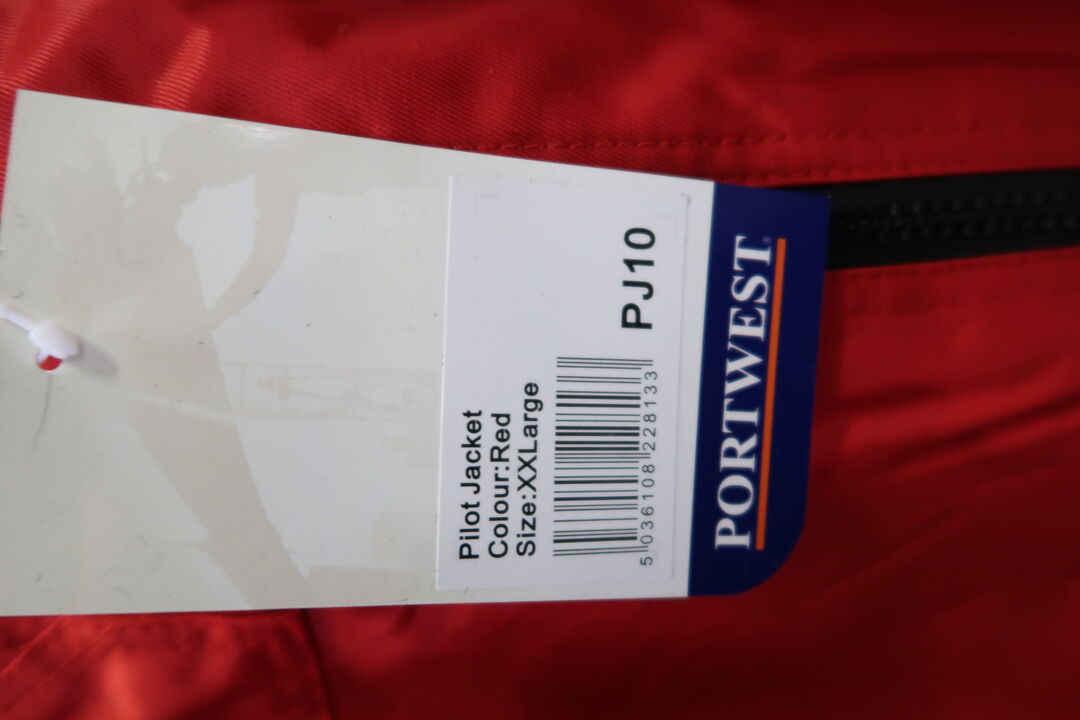 Pilot Jacket
Colour:Red
Size:XXLarge
PJ10
5 036108 228133
PORTWEST